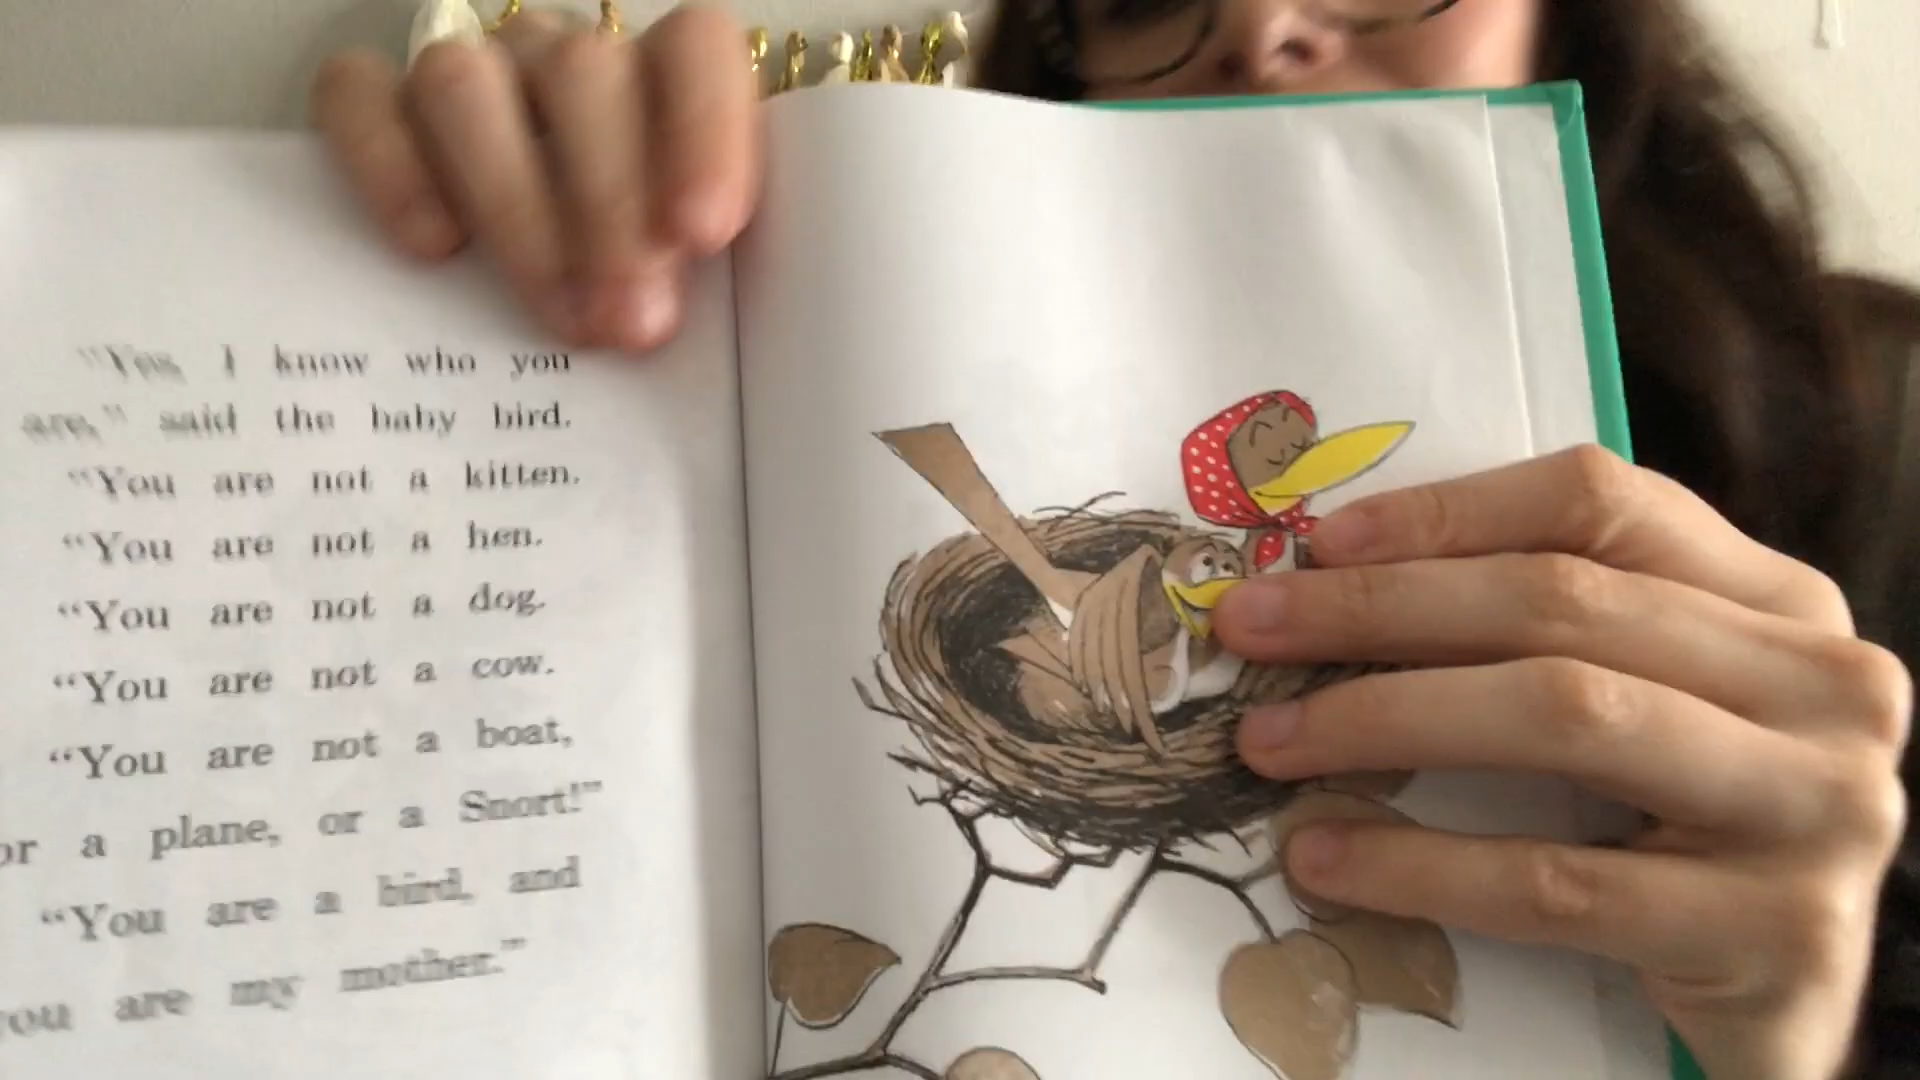 "Yes, I know who you
are," said the baby bird.
"You are not a kitten.
"You are not a hen.
"You are not a dog.
"You are not a cow.
"You are not a boat,
or a plane, or a Snort!"
"You are a bird, and
you are my mother."